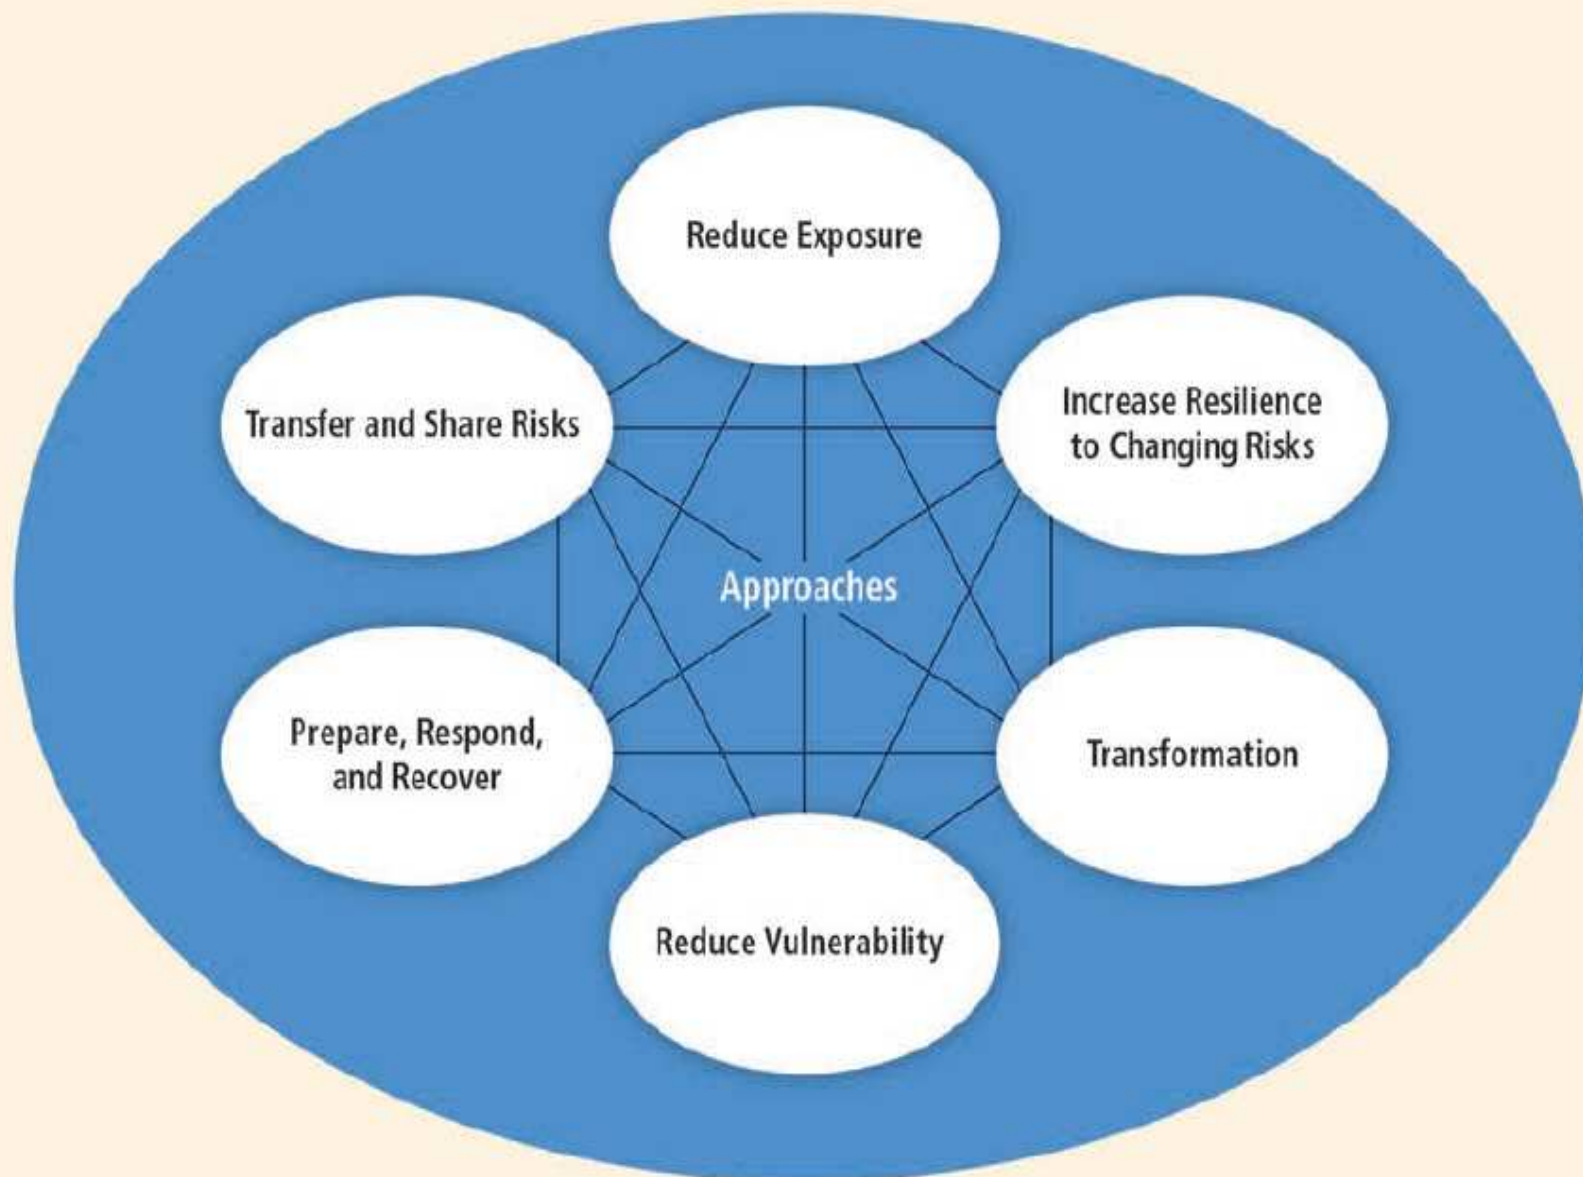 Reduce Exposure
Transfer and Share Risks
Increase Resilience
to Changing Risks
Approaches
Prepare, Respond,
and Recover
Transformation
Reduce Vulnerability